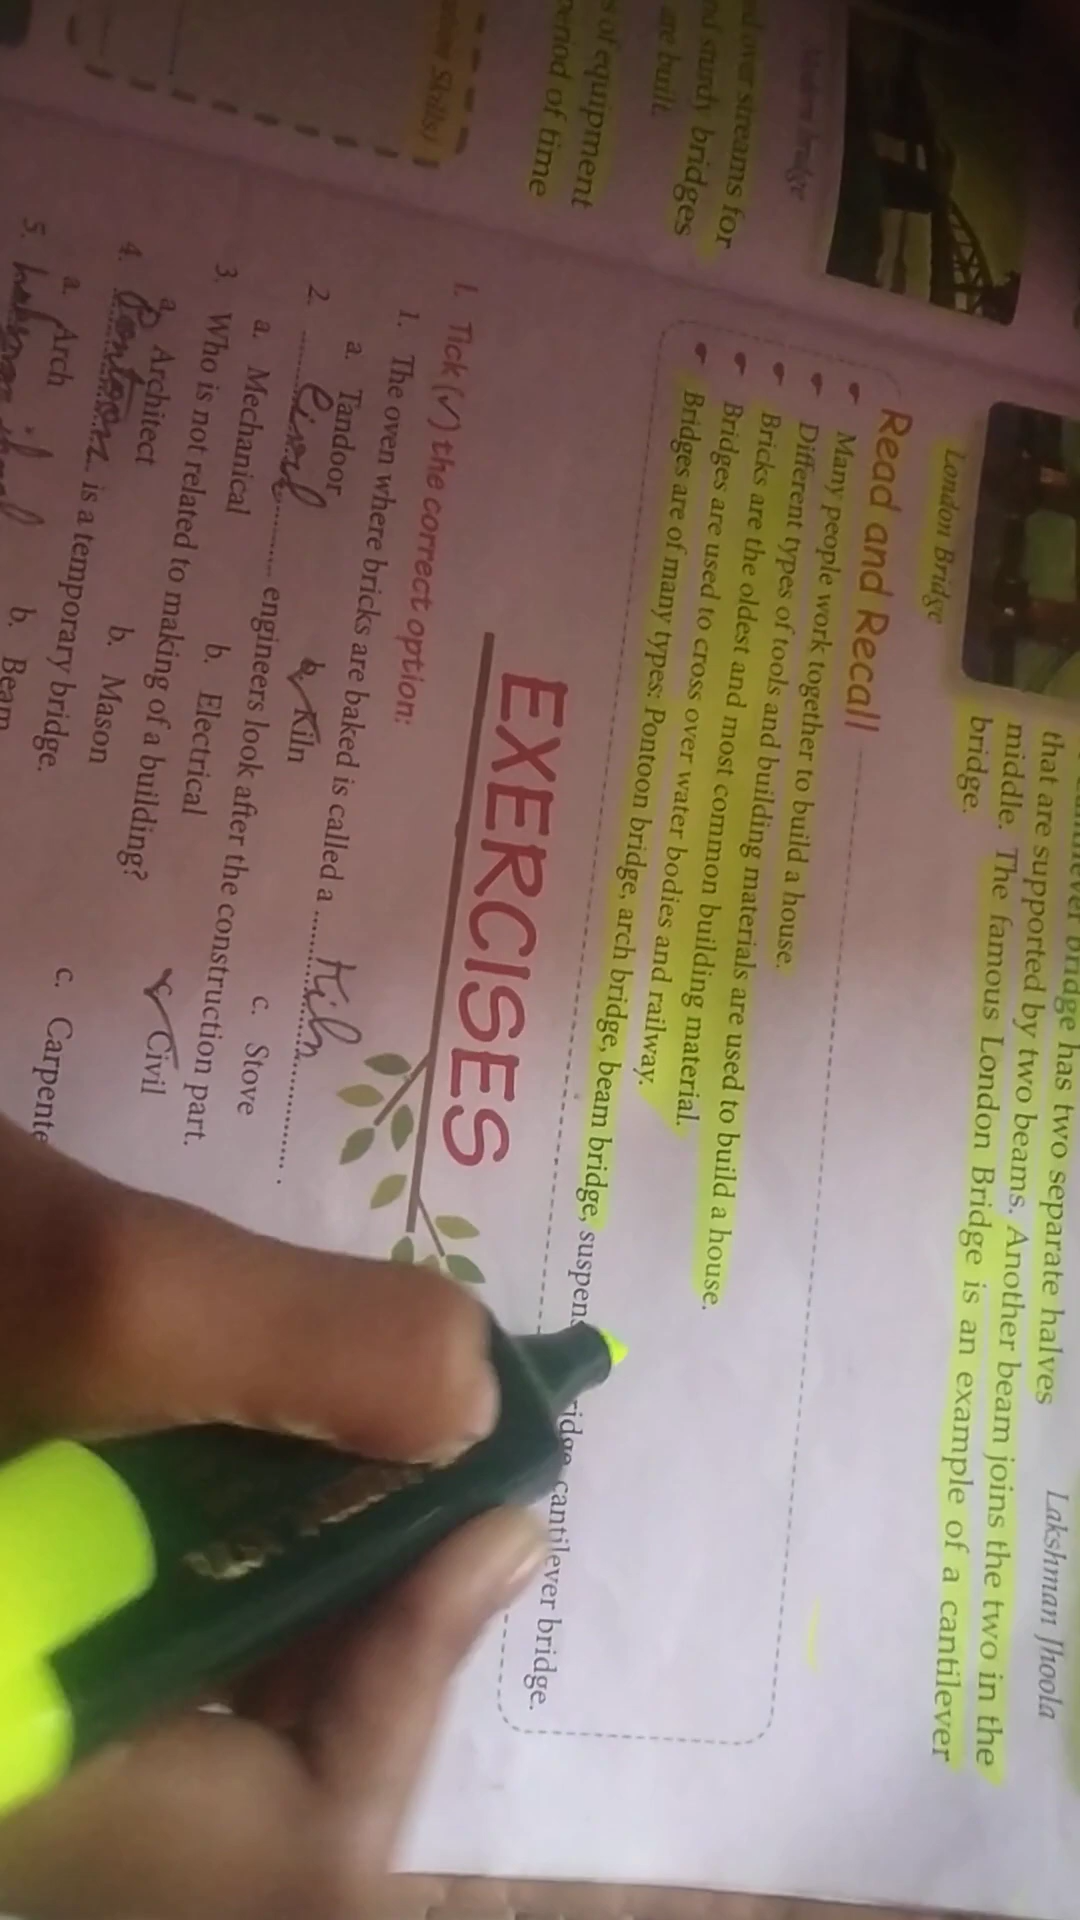 Modern bridge
over streams for
sturdy bridges
are built.
of equipment
period of time
Skills)
London Bridge
bridge has two separate halves
that are supported by two beams. Another beam joins the two in the
middle. The famous London Bridge is an example of a cantilever
bridge.
Lakshman Jhoola
Read and Recall
Many people work together to build a house.
Different types of tools and building materials are used to build a house.
Bricks are the oldest and most common building material.
Bridges are used to cross over water bodies and railway.
Bridges are of many types: Pontoon bridge, arch bridge, beam bridge, cantilever bridge.
EXERCISES
1. Tick (✓) the correct option:
1. The oven where bricks are baked is called a ........ Kiln ........ .
a. Tandoor b. Kiln c. Stove
2. ........ Civil ........ engineers look after the construction part.
a. Mechanical b. Electrical c. Civil
3. Who is not related to making of a building?
a. Architect b. Mason c.
4. Pontoon is a temporary bridge.
a. Arch b. Beam
5.